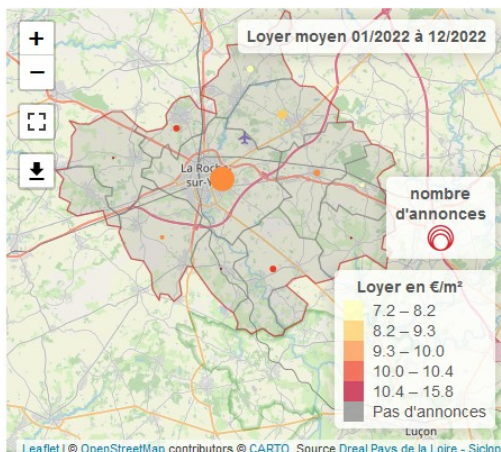 +
Loyer moyen 01/2022 à 12/2022
−
La Roche-
sur-Yon
nombre
d'annonces
Loyer en €/m²
7.2 – 8.2
8.2 – 9.3
9.3 – 10.0
10.0 – 10.4
10.4 – 15.8
Pas d'annonces
Luçon
Leaflet | © OpenStreetMap contributors © CARTO, Source Dreal Pays de la Loire - Siclop